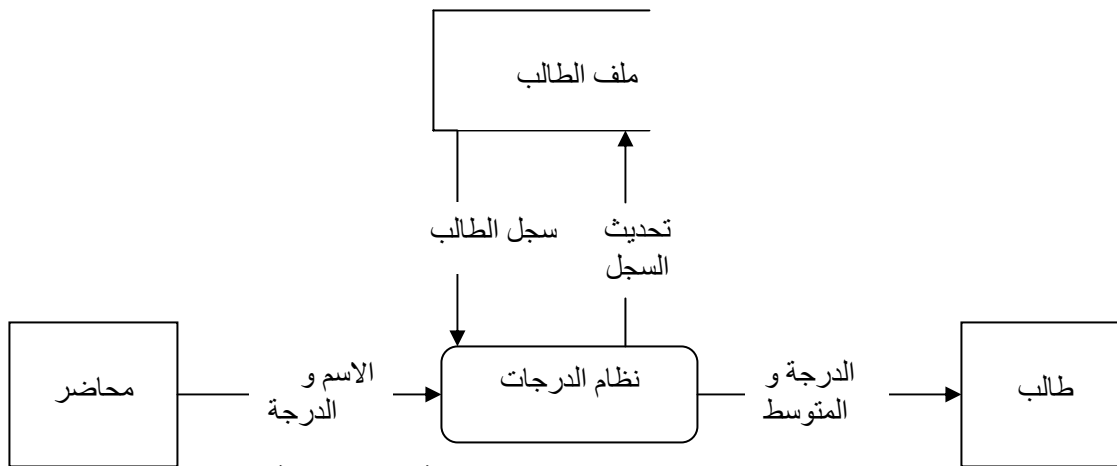 ملف الطالب
سجل الطالب
تحديث
السجل
محاضر
الاسم و
الدرجة
نظام الدرجات
الدرجة و
المتوسط
طالب